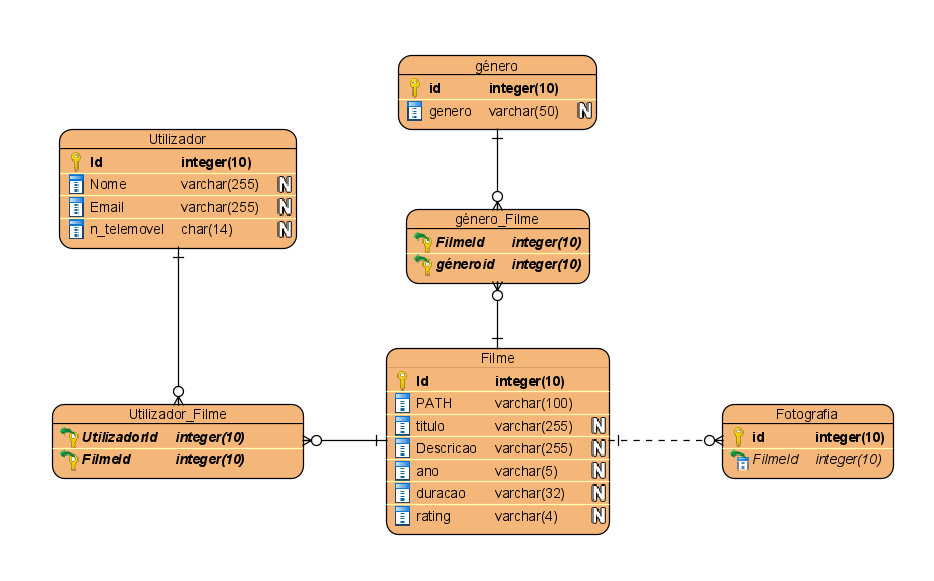 género
id integer(10)
genero varchar(50) N
Utilizador
Id integer(10)
Nome varchar(255) N
Email varchar(255) N
n_telemovel char(14) N
género_Filme
FilmeId integer(10)
géneroid integer(10)
Filme
Id integer(10)
PATH varchar(100)
titulo varchar(255) N
Descricao varchar(255) N
ano varchar(5) N
duracao varchar(32) N
rating varchar(4) N
Utilizador_Filme
UtilizadorId integer(10)
FilmeId integer(10)
Fotografia
id integer(10)
FilmeId integer(10)